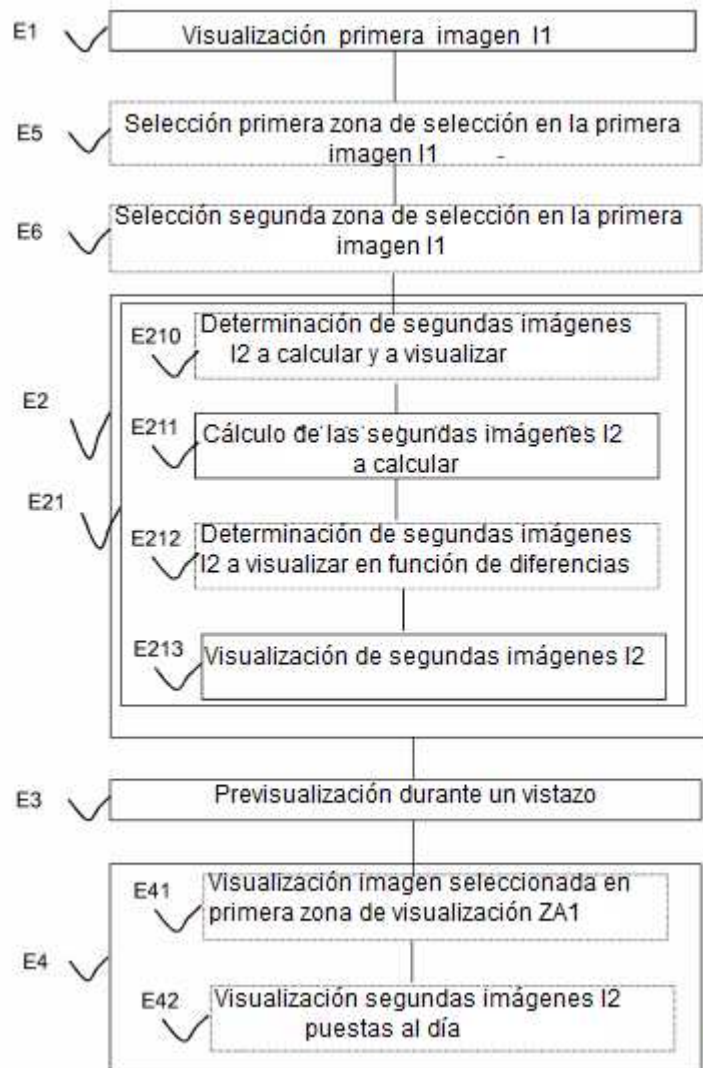 E1
Visualización primera imagen I1
E5
Selección primera zona de selección en la primera
imagen I1
E6
Selección segunda zona de selección en la primera
imagen I1
E210
Determinación de segundas imágenes
I2 a calcular y a visualizar
E2
E211
Cálculo de las segundas imágenes I2
a calcular
E21
E212
Determinación de segundas imágenes
I2 a visualizar en función de diferencias
E213
Visualización de segundas imágenes I2
E3
Previsualización durante un vistazo
E41
Visualización imagen seleccionada en
primera zona de visualización ZA1
E4
E42
Visualización segundas imágenes I2
puestas al día